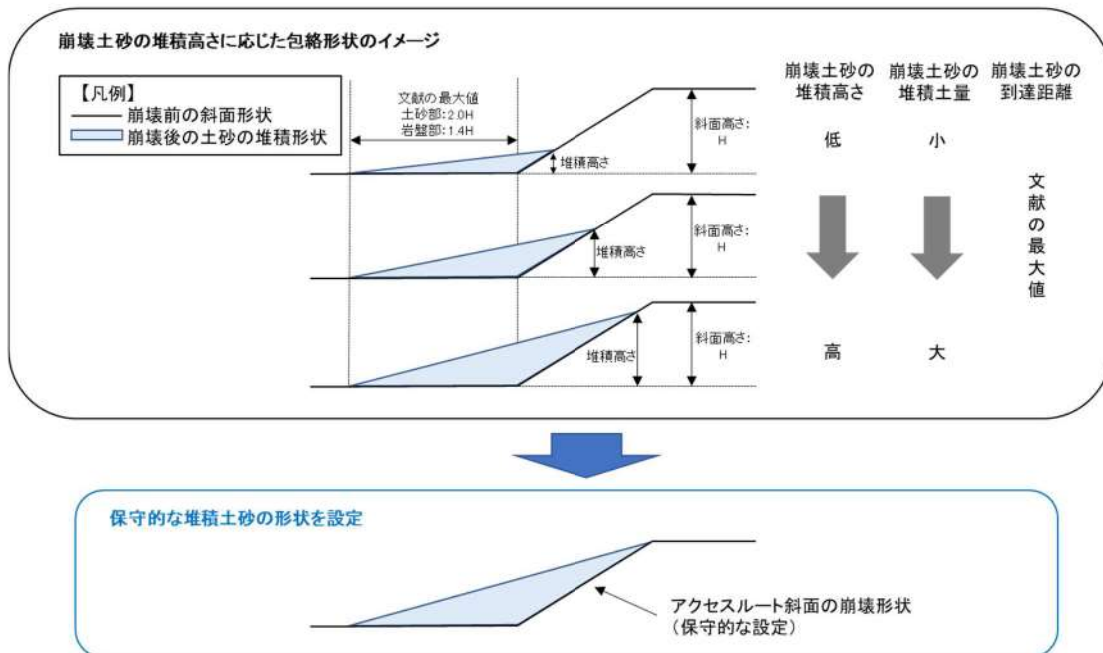 崩壊土砂の堆積高さに応じた包絡形状のイメージ
【凡例】
崩壊前の斜面形状
崩壊後の土砂の堆積形状
文献の最大値
土砂部:2.0H
岩盤部:1.4H
堆積高さ
斜面高さ:
H
堆積高さ
斜面高さ:
H
堆積高さ
斜面高さ:
H
崩壊土砂の
堆積高さ
低
高
崩壊土砂の
堆積土量
小
大
崩壊土砂の
到達距離
文献の最大値
保守的な堆積土砂の形状を設定
アクセスルート斜面の崩壊形状
(保守的な設定)